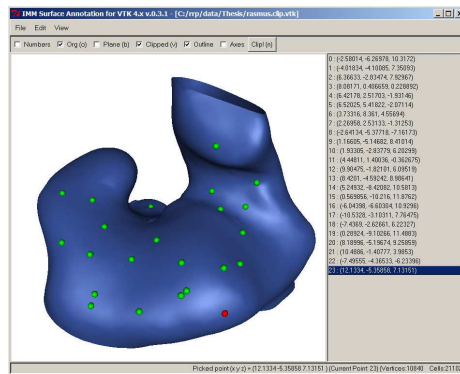 IMM Surface Annotation for VTK 4.x v.0.3.1 - [C:/rrp/data/Thesis/rasmus.clip.vtk]
File Edit View
Numbers Org (o) Plane (b) Clipped (v) Outline Axes Clip! (n)
0 : (-2.58014, -6.26978, 10.3172)
1 : (-4.01834, -4.10085, 7.35093)
2 : (6.36633, -2.83474, 7.92967)
3 : (8.08171, 0.406659, 0.228892)
4 : (6.42178, 2.51703, -1.93146)
5 : (6.52025, 5.41822, -2.07114)
6 : (3.73316, 8.361, 4.55694)
7 : (2.26958, 2.53133, -1.31253)
8 : (-2.64134, -5.37718, -7.16173)
9 : (1.16605, -5.14682, 8.41014)
10 : (1.93305, -2.83779, 6.20299)
11 : (4.44811, 1.40036, -0.362675)
12 : (9.90475, -1.82101, 6.09519)
13 : (8.4201, -4.59242, 8.98641)
14 : (5.24932, -8.42082, 10.5813)
15 : (0.569856, -10.216, 11.8762)
16 : (-6.04398, -6.60304, 10.9296)
17 : (-10.5328, -3.10311, 7.76475)
18 : (-7.4369, -2.62661, 6.22327)
19 : (0.28924, -9.10266, 11.4883)
20 : (8.18996, -5.19674, 9.25859)
21 : (10.4886, -1.40777, 3.9853)
22 : (-7.49555, -4.36533, -6.23396)
23 : (12.1334, -5.35858, 7.13151)
Picked point (x y z) = (12.1334 -5.35858 7.13151 ) (Current Point: 23) (Vertices:10840 Cells:21102